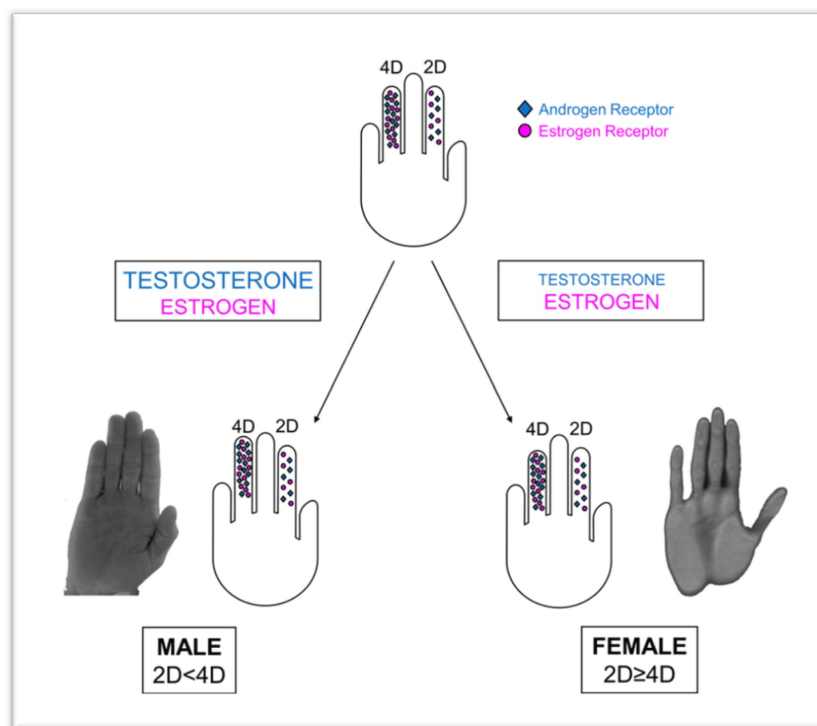 4D 2D
Androgen Receptor
Estrogen Receptor
TESTOSTERONE
ESTROGEN
TESTOSTERONE
ESTROGEN
4D 2D
4D 2D
MALE
2D<4D
FEMALE
2D≥4D